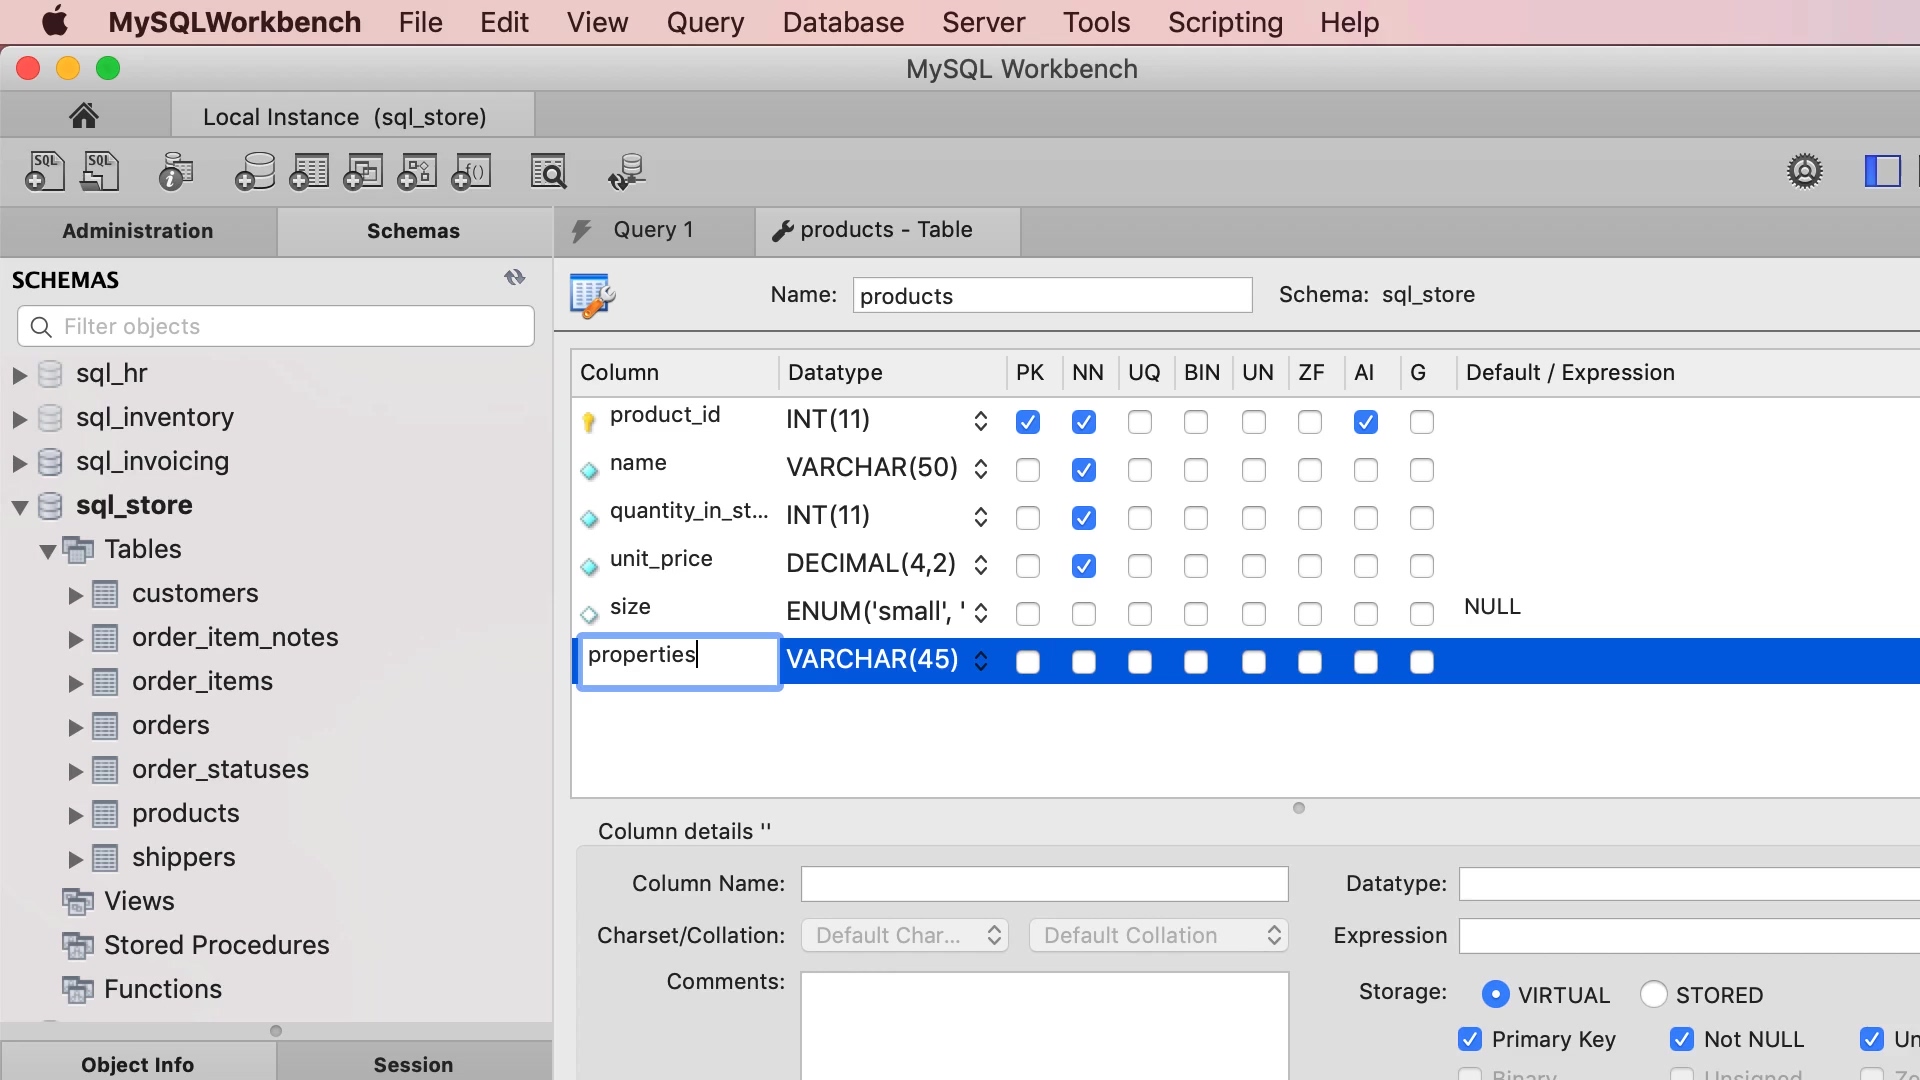 MySQLWorkbench File Edit View Query Database Server Tools Scripting Help
MySQL Workbench
Local Instance (sql_store)
SQL SQL f()
Administration Schemas Query 1 products - Table
SCHEMAS
Name: products Schema: sql_store
Filter objects
sql_hr
sql_inventory
sql_invoicing
sql_store
Tables
customers
order_item_notes
order_items
orders
order_statuses
products
shippers
Views
Stored Procedures
Functions
Object Info Session
Column Datatype PK NN UQ BIN UN ZF AI G Default / Expression
product_id INT(11)
name VARCHAR(50)
quantity_in_st... INT(11)
unit_price DECIMAL(4,2)
size ENUM('small', ' NULL
properties VARCHAR(45)
Column details ''
Column Name: Datatype:
Charset/Collation: Default Char... Default Collation Expression
Comments: Storage: VIRTUAL STORED
Primary Key Not NULL Un
Binary Unsigned